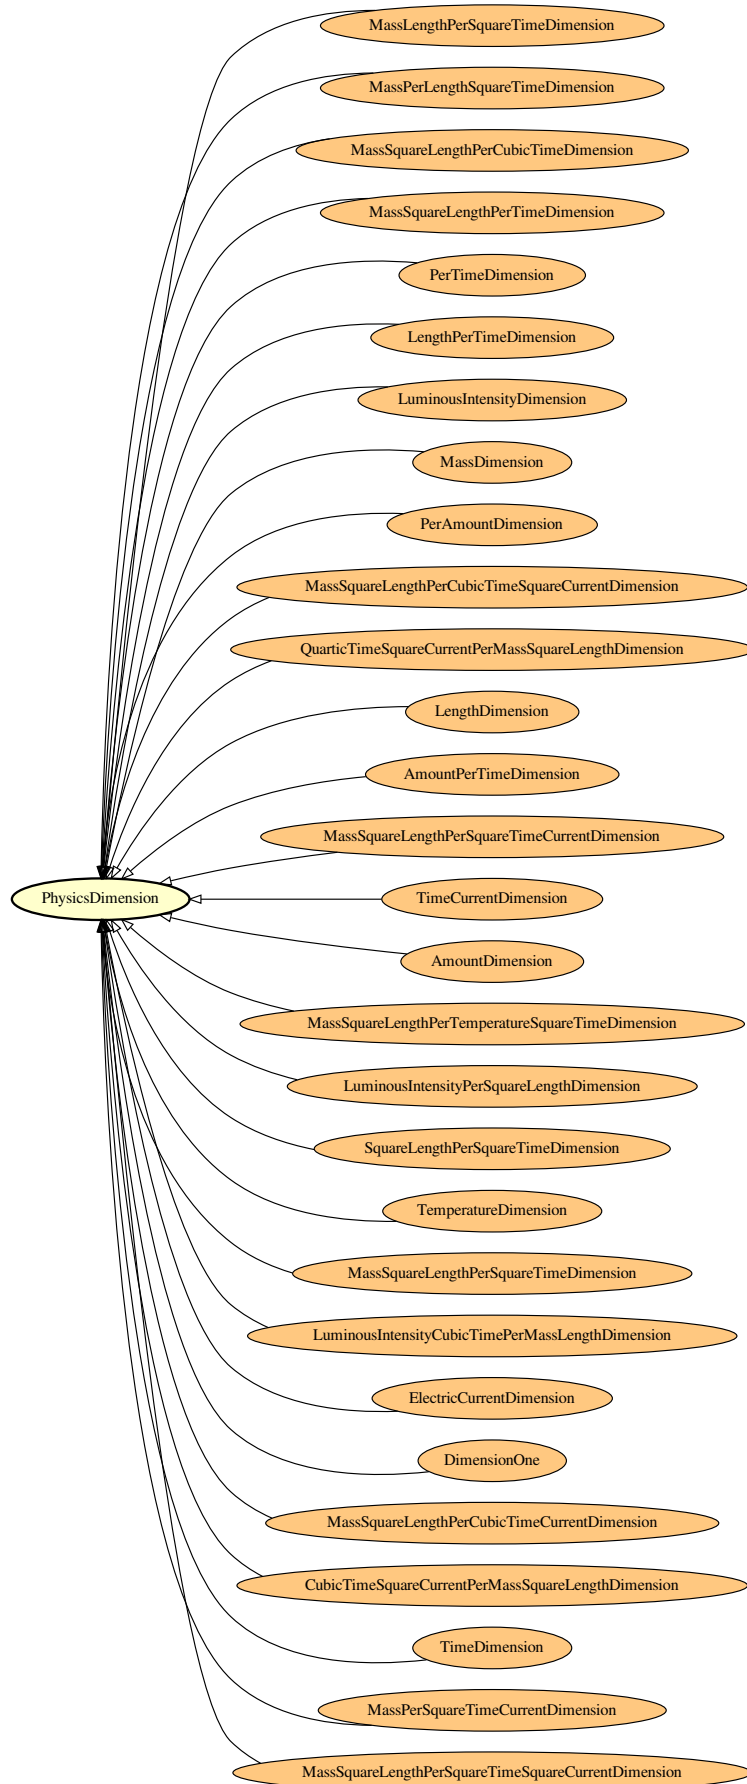 MassLengthPerSquareTimeDimension
MassPerLengthSquareTimeDimension
MassSquareLengthPerCubicTimeDimension
MassSquareLengthPerTimeDimension
PerTimeDimension
LengthPerTimeDimension
LuminousIntensityDimension
MassDimension
PerAmountDimension
MassSquareLengthPerCubicTimeSquareCurrentDimension
QuarticTimeSquareCurrentPerMassSquareLengthDimension
LengthDimension
AmountPerTimeDimension
MassSquareLengthPerSquareTimeCurrentDimension
PhysicsDimension
TimeCurrentDimension
AmountDimension
MassSquareLengthPerTemperatureSquareTimeDimension
LuminousIntensityPerSquareLengthDimension
SquareLengthPerSquareTimeDimension
TemperatureDimension
MassSquareLengthPerSquareTimeDimension
LuminousIntensityCubicTimePerMassLengthDimension
ElectricCurrentDimension
DimensionOne
MassSquareLengthPerCubicTimeCurrentDimension
CubicTimeSquareCurrentPerMassSquareLengthDimension
TimeDimension
MassPerSquareTimeCurrentDimension
MassSquareLengthPerSquareTimeSquareCurrentDimension